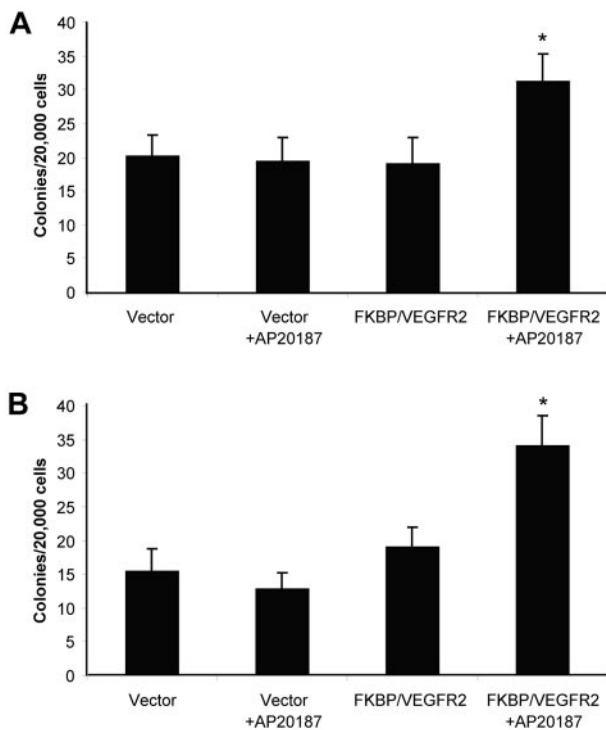 A
Colonies/20,000 cells
40
35
30
25
20
15
10
5
0
*
Vector
Vector
+AP20187
FKBP/VEGFR2
FKBP/VEGFR2
+AP20187
B
Colonies/20,000 cells
40
35
30
25
20
15
10
5
0
*
Vector
Vector
+AP20187
FKBP/VEGFR2
FKBP/VEGFR2
+AP20187